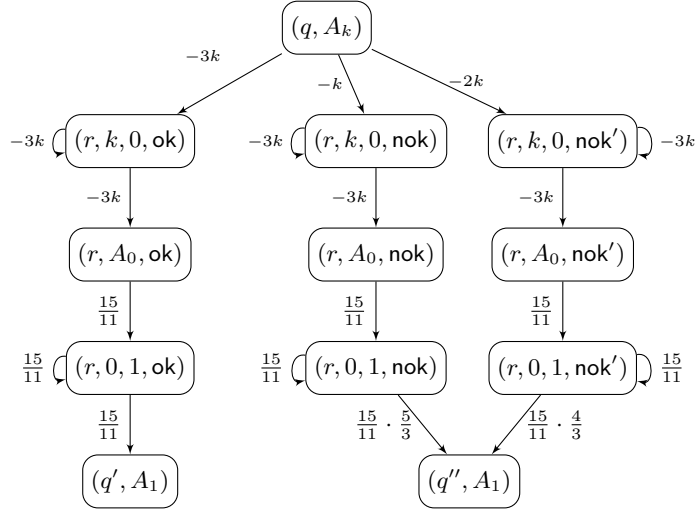 (q, A_k)
−3k −k −2k
−3k (r, k, 0, ok) −3k (r, k, 0, nok) (r, k, 0, nok′) −3k
−3k −3k −3k
(r, A_0, ok) (r, A_0, nok) (r, A_0, nok′)
15/11 15/11 15/11
15/11 (r, 0, 1, ok) 15/11 (r, 0, 1, nok) (r, 0, 1, nok′) 15/11
15/11 15/11 · 5/3 15/11 · 4/3
(q′, A_1) (q″, A_1)